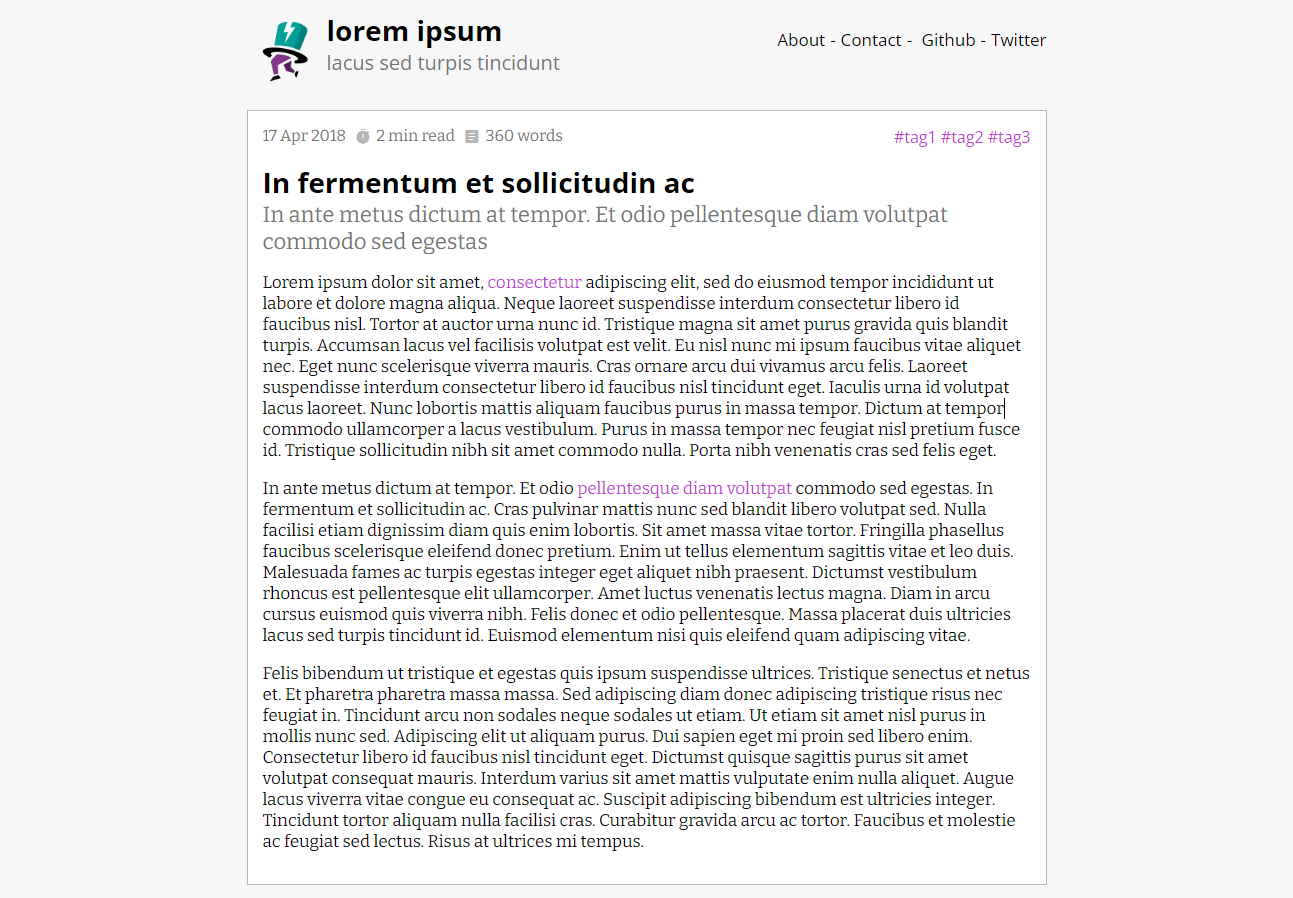 lorem ipsum
lacus sed turpis tincidunt
About - Contact - Github - Twitter
17 Apr 2018 2 min read 360 words
#tag1 #tag2 #tag3
In fermentum et sollicitudin ac
In ante metus dictum at tempor. Et odio pellentesque diam volutpat
commodo sed egestas
Lorem ipsum dolor sit amet, consectetur adipiscing elit, sed do eiusmod tempor incididunt ut
labore et dolore magna aliqua. Neque laoreet suspendisse interdum consectetur libero id
faucibus nisl. Tortor at auctor urna nunc id. Tristique magna sit amet purus gravida quis blandit
turpis. Accumsan lacus vel facilisis volutpat est velit. Eu nisl nunc mi ipsum faucibus vitae aliquet
nec. Eget nunc scelerisque viverra mauris. Cras ornare arcu dui vivamus arcu felis. Laoreet
suspendisse interdum consectetur libero id faucibus nisl tincidunt eget. Iaculis urna id volutpat
lacus laoreet. Nunc lobortis mattis aliquam faucibus purus in massa tempor. Dictum at tempor
commodo ullamcorper a lacus vestibulum. Purus in massa tempor nec feugiat nisl pretium fusce
id. Tristique sollicitudin nibh sit amet commodo nulla. Porta nibh venenatis cras sed felis eget.
In ante metus dictum at tempor. Et odio pellentesque diam volutpat commodo sed egestas. In
fermentum et sollicitudin ac. Cras pulvinar mattis nunc sed blandit libero volutpat sed. Nulla
facilisi etiam dignissim diam quis enim lobortis. Sit amet massa vitae tortor. Fringilla phasellus
faucibus scelerisque eleifend donec pretium. Enim ut tellus elementum sagittis vitae et leo duis.
Malesuada fames ac turpis egestas integer eget aliquet nibh praesent. Dictumst vestibulum
rhoncus est pellentesque elit ullamcorper. Amet luctus venenatis lectus magna. Diam in arcu
cursus euismod quis viverra nibh. Felis donec et odio pellentesque. Massa placerat duis ultricies
lacus sed turpis tincidunt id. Euismod elementum nisi quis eleifend quam adipiscing vitae.
Felis bibendum ut tristique et egestas quis ipsum suspendisse ultrices. Tristique senectus et netus
et. Et pharetra pharetra massa massa. Sed adipiscing diam donec adipiscing tristique risus nec
feugiat in. Tincidunt arcu non sodales neque sodales ut etiam. Ut etiam sit amet nisl purus in
mollis nunc sed. Adipiscing elit ut aliquam purus. Dui sapien eget mi proin sed libero enim.
Consectetur libero id faucibus nisl tincidunt eget. Dictumst quisque sagittis purus sit amet
volutpat consequat mauris. Interdum varius sit amet mattis vulputate enim nulla aliquet. Augue
lacus viverra vitae congue eu consequat ac. Suscipit adipiscing bibendum est ultricies integer.
Tincidunt tortor aliquam nulla facilisi cras. Curabitur gravida arcu ac tortor. Faucibus et molestie
ac feugiat sed lectus. Risus at ultrices mi tempus.